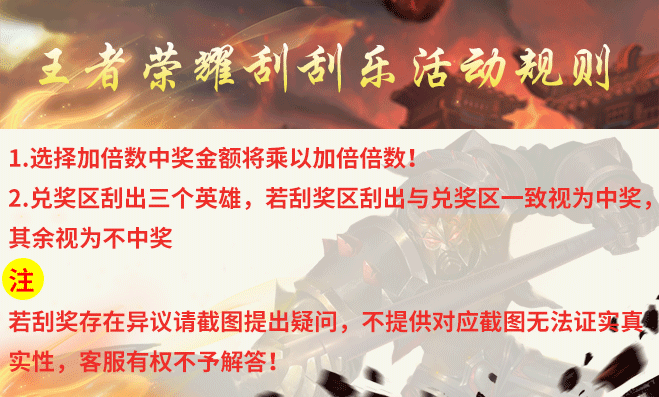 王者荣耀刮刮乐活动规则
1.选择加倍数中奖金额将乘以加倍倍数！
2.兑奖区刮出三个英雄，若刮奖区刮出与兑奖区一致视为中奖，
其余视为不中奖
注
若刮奖存在异议请截图提出疑问，不提供对应截图无法证实真
实性，客服有权不予解答！